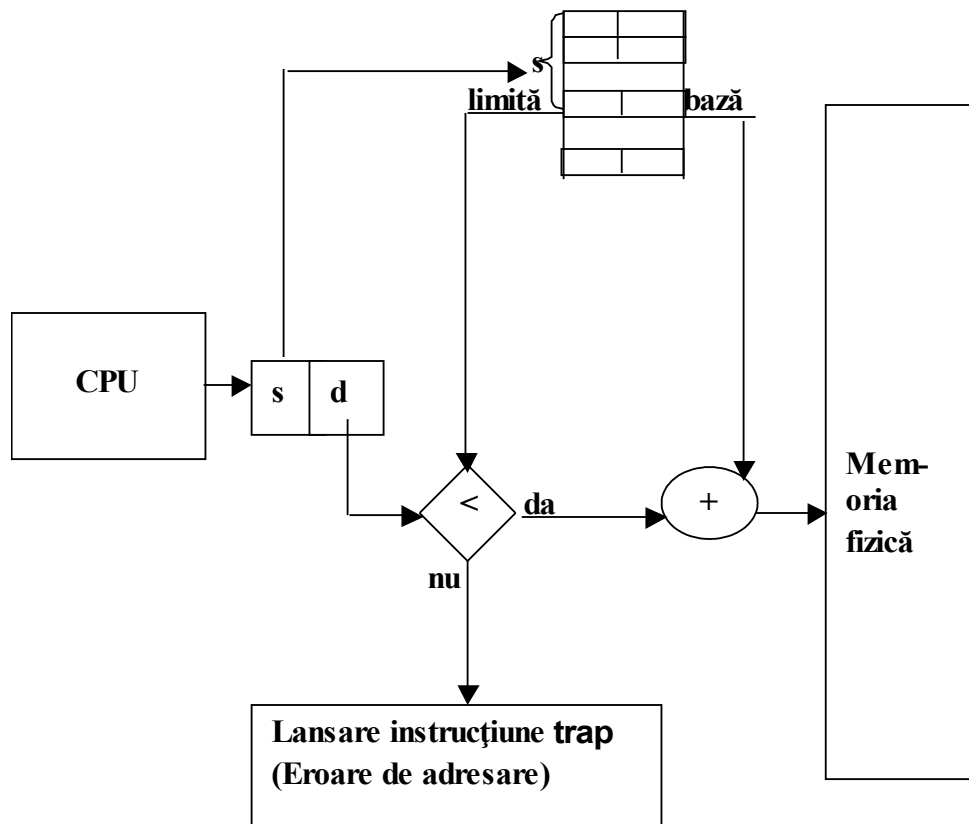 s
limită
bază
CPU
s
d
<
da
+
nu
Mem-
oria
fizică
Lansare instrucţiune trap
(Eroare de adresare)